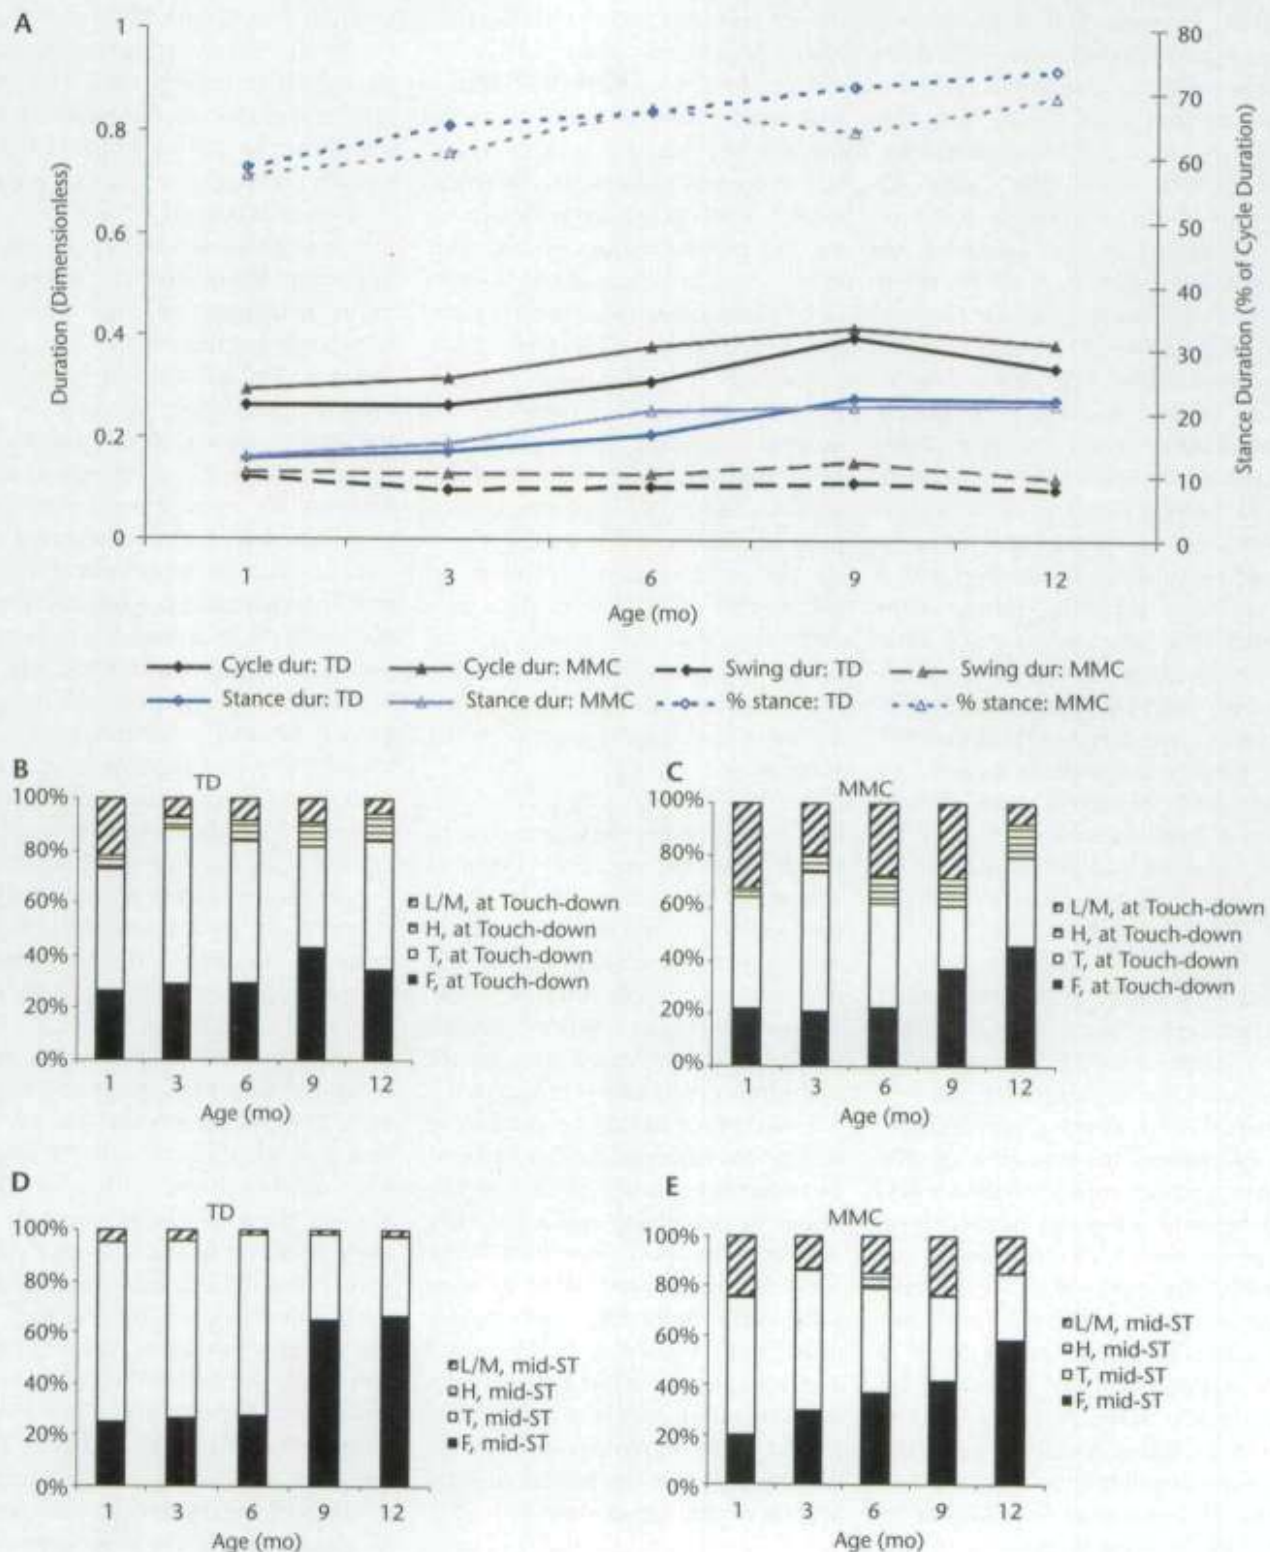 A
1
0.8
0.6
0.4
0.2
0
Duration (Dimensionless)
80
70
60
50
40
30
20
10
0
Stance Duration (% of Cycle Duration)
1 3 6 9 12
Age (mo)
Cycle dur: TD Cycle dur: MMC Swing dur: TD Swing dur: MMC
Stance dur: TD Stance dur: MMC % stance: TD % stance: MMC
B
TD
100%
80%
60%
40%
20%
0%
L/M, at Touch-down
H, at Touch-down
T, at Touch-down
F, at Touch-down
1 3 6 9 12
Age (mo)
C
MMC
100%
80%
60%
40%
20%
0%
L/M, at Touch-down
H, at Touch-down
T, at Touch-down
F, at Touch-down
1 3 6 9 12
Age (mo)
D
TD
100%
80%
60%
40%
20%
0%
L/M, mid-ST
H, mid-ST
T, mid-ST
F, mid-ST
1 3 6 9 12
Age (mo)
E
MMC
100%
80%
60%
40%
20%
0%
L/M, mid-ST
H, mid-ST
T, mid-ST
F, mid-ST
1 3 6 9 12
Age (mo)